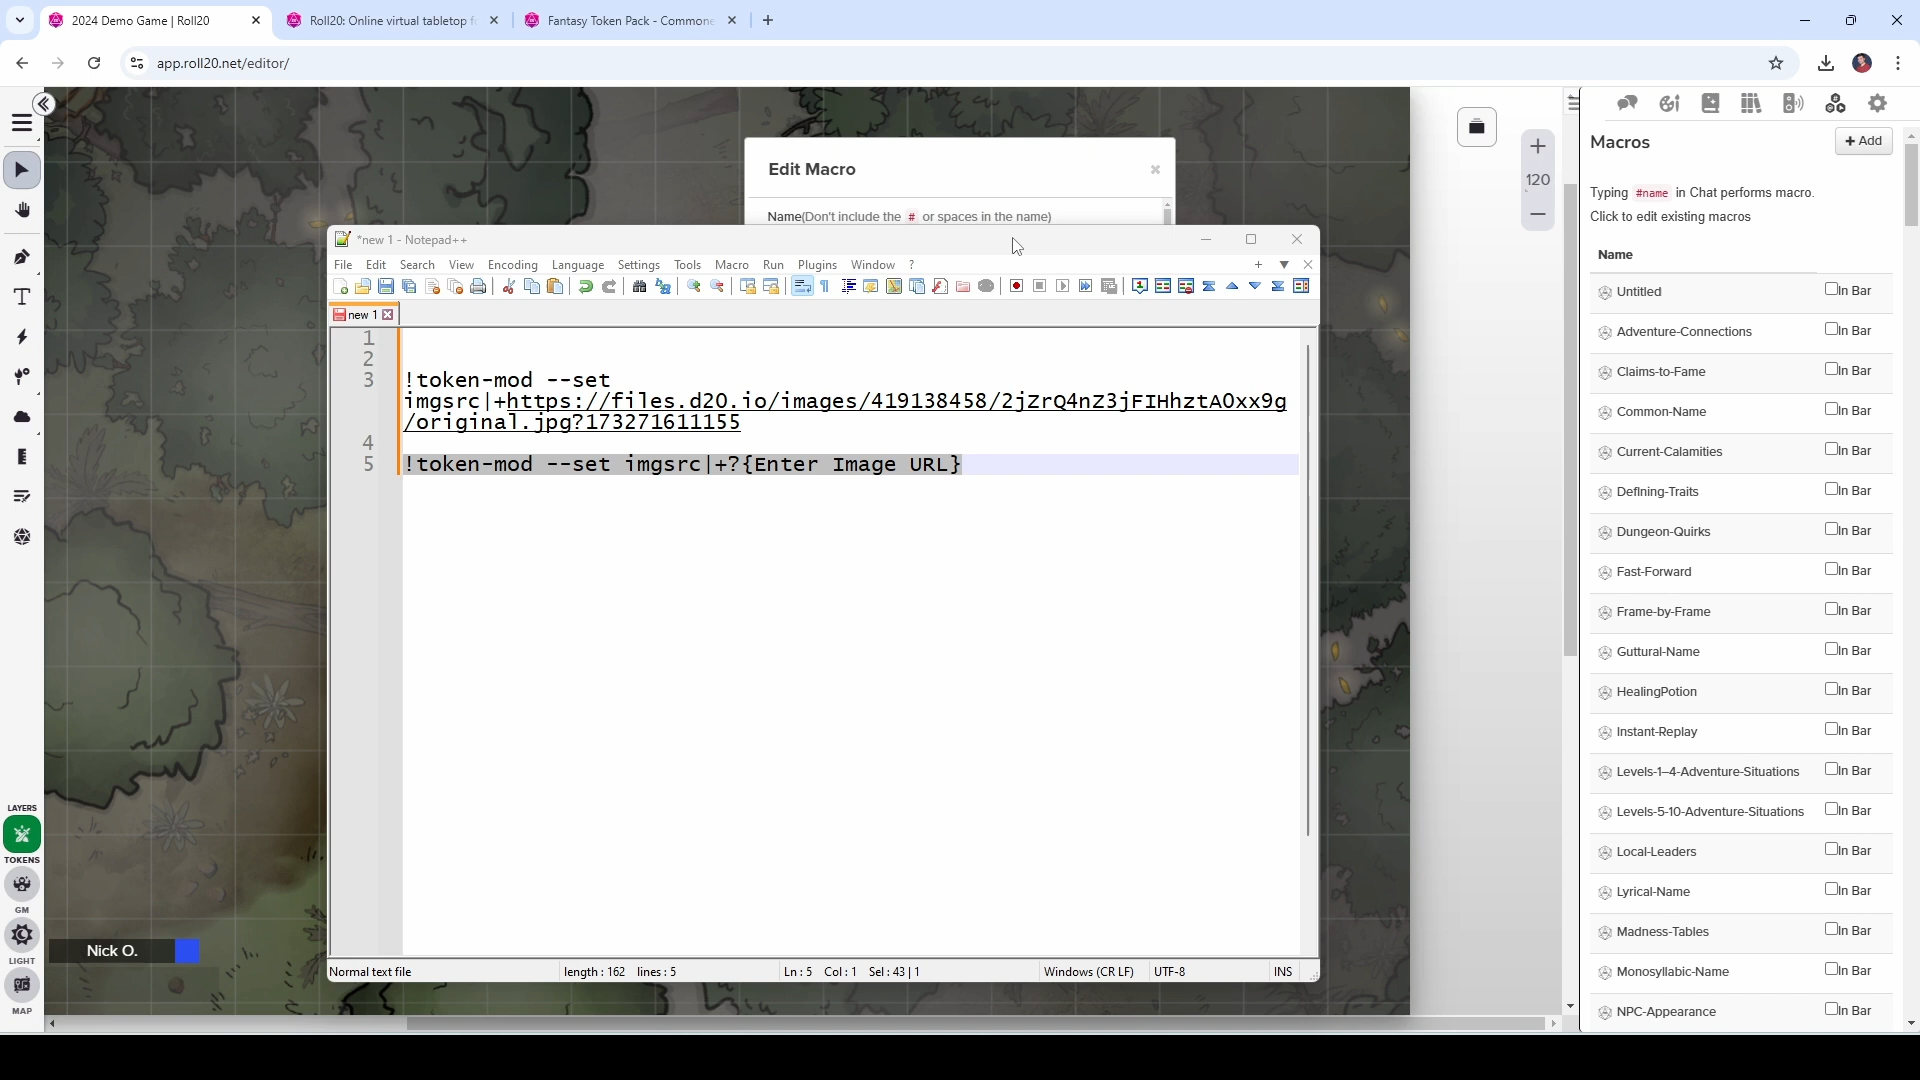 2024 Demo Game | Roll20
Roll20: Online virtual tabletop f
Fantasy Token Pack - Commone
app.roll20.net/editor/
LAYERS
TOKENS
GM
LIGHT
MAP
Nick O.
Edit Macro
Name(Don't include the # or spaces in the name)
*new 1 - Notepad++
File Edit Search View Encoding Language Settings Tools Macro Run Plugins Window ?
new 1
1
2
3 !token-mod --set
imgsrc|+https://files.d20.io/images/419138458/2jZrQ4nZ3jFIHhztAOxx9g
/original.jpg?173271611155
4
5 !token-mod --set imgsrc|+?{Enter Image URL}
Normal text file length : 162 lines : 5 Ln : 5 Col : 1 Sel : 43 | 1 Windows (CR LF) UTF-8 INS
120
Macros
+ Add
Typing #name in Chat performs macro.
Click to edit existing macros
Name
Untitled In Bar
Adventure-Connections In Bar
Claims-to-Fame In Bar
Common-Name In Bar
Current-Calamities In Bar
Defining-Traits In Bar
Dungeon-Quirks In Bar
Fast-Forward In Bar
Frame-by-Frame In Bar
Guttural-Name In Bar
HealingPotion In Bar
Instant-Replay In Bar
Levels-1–4-Adventure-Situations In Bar
Levels-5-10-Adventure-Situations In Bar
Local-Leaders In Bar
Lyrical-Name In Bar
Madness-Tables In Bar
Monosyllabic-Name In Bar
NPC-Appearance In Bar